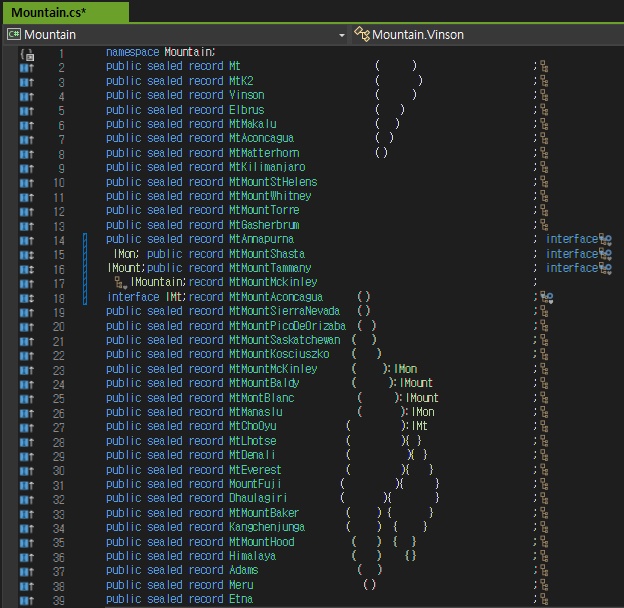 Mountain.cs*
C# Mountain Mountain.Vinson
1 namespace Mountain;
2 public sealed record Mt ( ) ;
3 public sealed record MtK2 ( ) ;
4 public sealed record Vinson ( ) ;
5 public sealed record Elbrus ( ) ;
6 public sealed record MtMakalu ( ) ;
7 public sealed record MtAconcagua ( ) ;
8 public sealed record MtMatterhorn () ;
9 public sealed record MtKilimanjaro ;
10 public sealed record MtMountStHelens ;
11 public sealed record MtMountWhitney ;
12 public sealed record MtMountTorre ;
13 public sealed record MtGasherbrum ;
14 public sealed record MtAnnapurna ; interface
15 IMon; public record MtMountShasta ; interface
16 IMount;public record MtMountTammany ; interface
17 IMountain;record MtMountMckinley ;
18 interface IMt;record MtMountAconcagua () ;
19 public sealed record MtMountSierraNevada () ;
20 public sealed record MtMountPicoDeOrizaba ( ) ;
21 public sealed record MtMountSaskatchewan ( ) ;
22 public sealed record MtMountKosciuszko ( ) ;
23 public sealed record MtMountMcKinley ( ):IMon ;
24 public sealed record MtMountBaldy ( ):IMount ;
25 public sealed record MtMontBlanc ( ):IMount ;
26 public sealed record MtManaslu ( ):IMon ;
27 public sealed record MtChoOyu ( ):IMt ;
28 public sealed record MtLhotse ( ){ } ;
29 public sealed record MtDenali ( ){ } ;
30 public sealed record MtEverest ( ){ } ;
31 public sealed record MountFuji ( ){ } ;
32 public sealed record Dhaulagiri ( ){ } ;
33 public sealed record MtMountBaker ( ) { } ;
34 public sealed record Kangchenjunga ( ) { } ;
35 public sealed record MtMountHood ( ) { } ;
36 public sealed record Himalaya ( ) {} ;
37 public sealed record Adams ( ) ;
38 public sealed record Meru () ;
39 public sealed record Etna ;